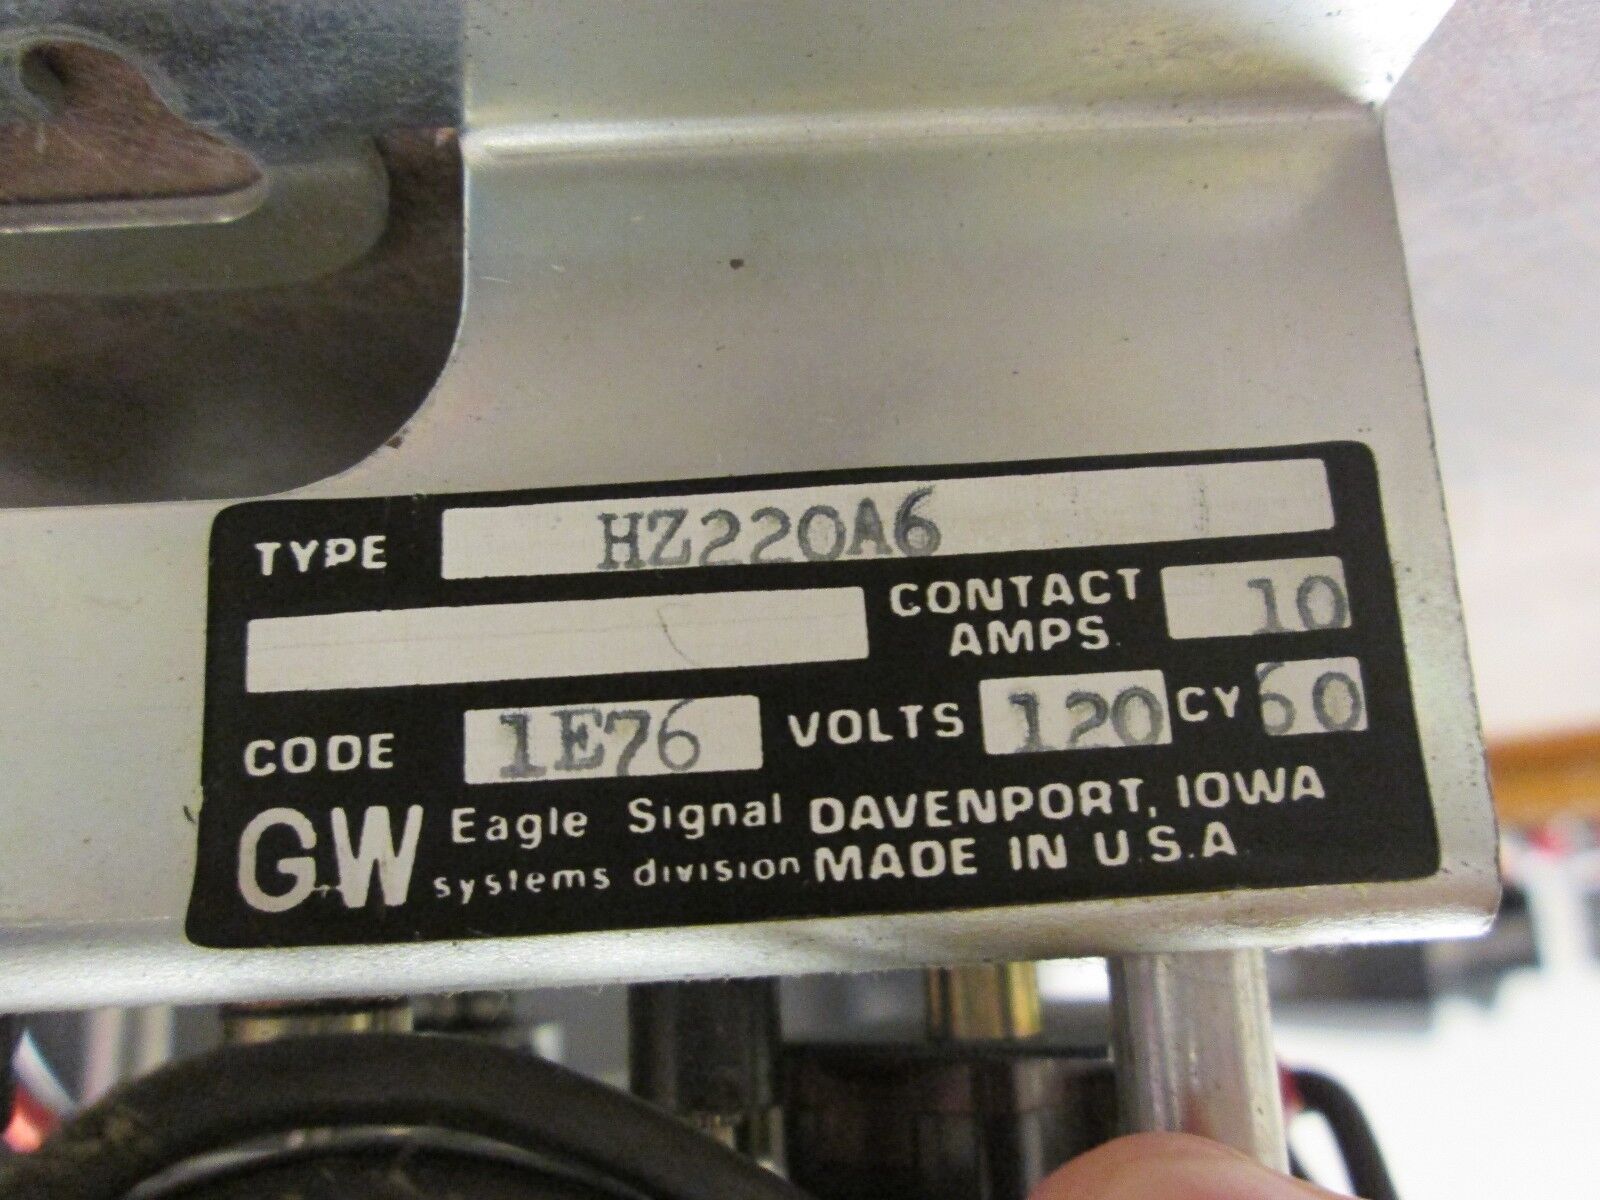 TYPE HZ220A6
CONTACT AMPS. 10
CODE 1E76 VOLTS 120 CY 60
GW Eagle Signal DAVENPORT, IOWA
systems division MADE IN U.S.A